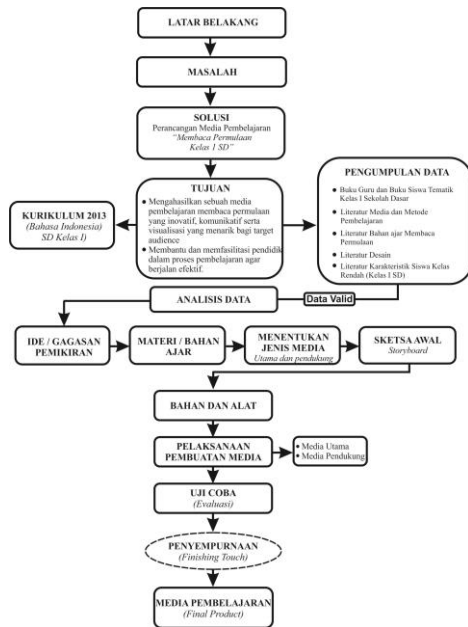 LATAR BELAKANG
MASALAH
SOLUSI
Perancangan Media Pembelajaran
"Membaca Permulaan
Kelas I SD"
TUJUAN
• Mengahasilkan sebuah media
pembelajaran membaca permulaan
yang inovatif, komunikatif serta
visualisasi yang menarik bagi target
audience
• Membantu dan memfasilitasi pendidik
dalam proses pembelajaran agar
berjalan efektif.
KURIKULUM 2013
(Bahasa Indonesia)
SD Kelas I)
PENGUMPULAN DATA
• Buku Guru dan Buku Siswa Tematik
Kelas I Sekolah Dasar
• Literatur Media dan Metode
Pembelajaran
• Literatur Bahan ajar Membaca
Permulaan
• Literatur Desain
• Literatur Karakteristik Siswa Kelas
Rendah (Kelas I SD)
ANALISIS DATA
Data Valid
IDE / GAGASAN
PEMIKIRAN
MATERI / BAHAN
AJAR
MENENTUKAN
JENIS MEDIA
Utama dan pendukung
SKETSA AWAL
Storyboard
BAHAN DAN ALAT
PELAKSANAAN
PEMBUATAN MEDIA
• Media Utama
• Media Pendukung
UJI COBA
(Evaluasi)
PENYEMPURNAAN
(Finishing Touch)
MEDIA PEMBELAJARAN
(Final Product)